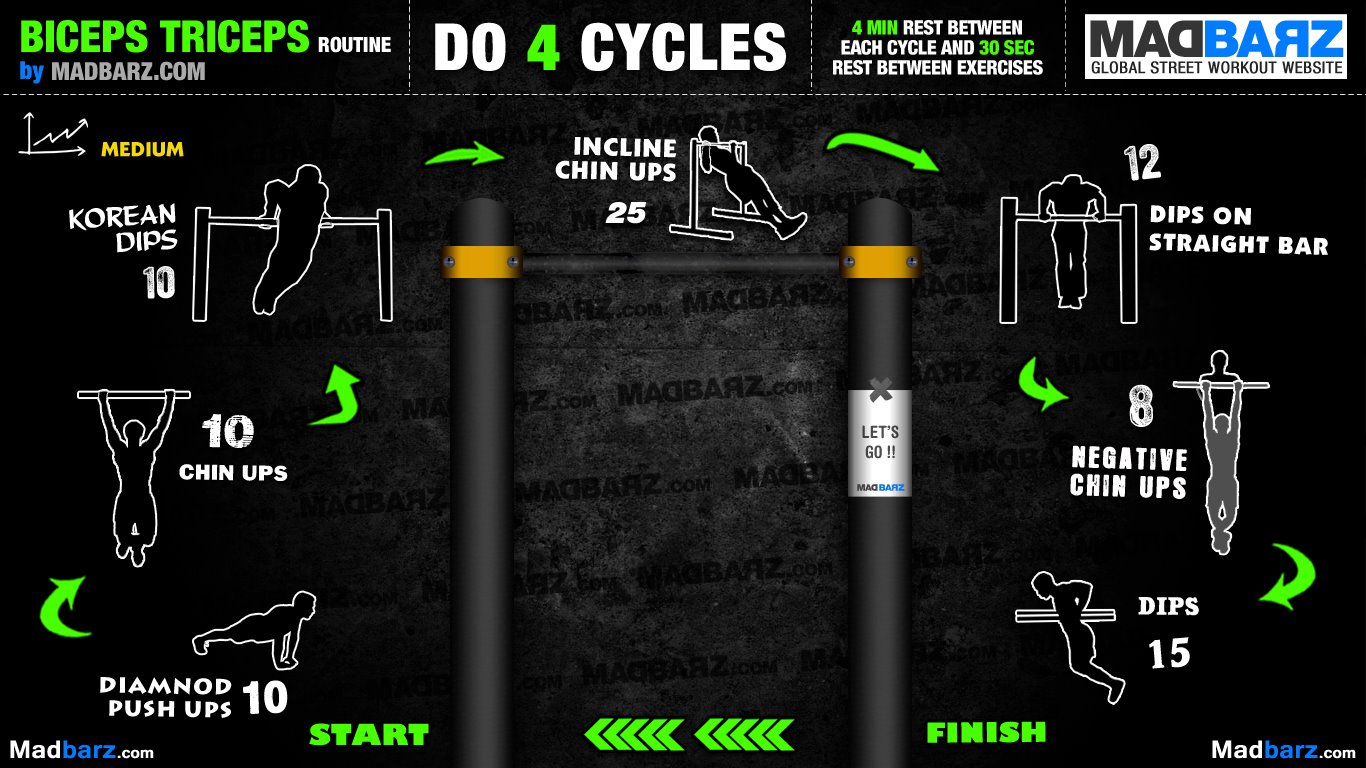 BICEPS TRICEPS ROUTINE
by MADBARZ.COM
DO 4 CYCLES
4 MIN REST BETWEEN
EACH CYCLE AND 30 SEC
REST BETWEEN EXERCISES
MADBARZ
GLOBAL STREET WORKOUT WEBSITE
MEDIUM
KOREAN
DIPS
10
INCLINE
CHIN UPS
25
12
DIPS ON
STRAIGHT BAR
10
CHIN UPS
8
NEGATIVE
CHIN UPS
LET'S
GO !!
MADBARZ
DIAMNOD
PUSH UPS 10
DIPS
15
START
FINISH
Madbarz.com
Madbarz.com